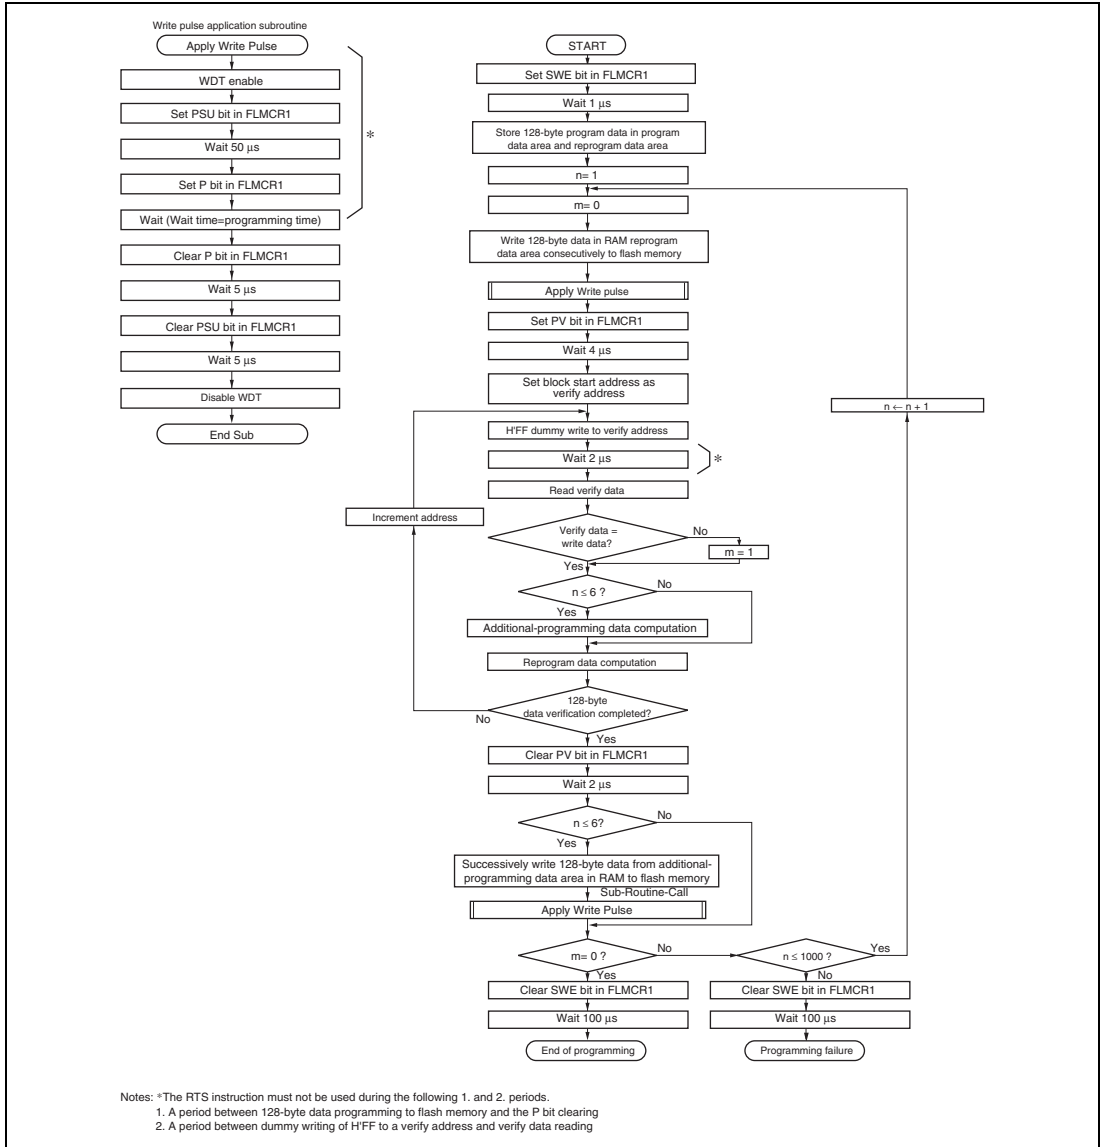 Write pulse application subroutine
Apply Write Pulse
WDT enable
Set PSU bit in FLMCR1
Wait 50 μs
Set P bit in FLMCR1
Wait (Wait time=programming time)
Clear P bit in FLMCR1
Wait 5 μs
Clear PSU bit in FLMCR1
Wait 5 μs
Disable WDT
End Sub
*
START
Set SWE bit in FLMCR1
Wait 1 μs
Store 128-byte program data in program
data area and reprogram data area
n= 1
m= 0
Write 128-byte data in RAM reprogram
data area consecutively to flash memory
Apply Write pulse
Set PV bit in FLMCR1
Wait 4 μs
Set block start address as
verify address
n ← n + 1
H'FF dummy write to verify address
Wait 2 μs
*
Read verify data
Increment address
Verify data =
write data?
No
m = 1
Yes
n ≤ 6 ?
No
Yes
Additional-programming data computation
Reprogram data computation
128-byte
data verification completed?
No
Yes
Clear PV bit in FLMCR1
Wait 2 μs
n ≤ 6?
No
Yes
Successively write 128-byte data from additional-
programming data area in RAM to flash memory
Sub-Routine-Call
Apply Write Pulse
m= 0 ?
No
n ≤ 1000 ?
Yes
Yes
No
Clear SWE bit in FLMCR1
Clear SWE bit in FLMCR1
Wait 100 μs
Wait 100 μs
End of programming
Programming failure
Notes: *The RTS instruction must not be used during the following 1. and 2. periods.
1. A period between 128-byte data programming to flash memory and the P bit clearing
2. A period between dummy writing of H'FF to a verify address and verify data reading